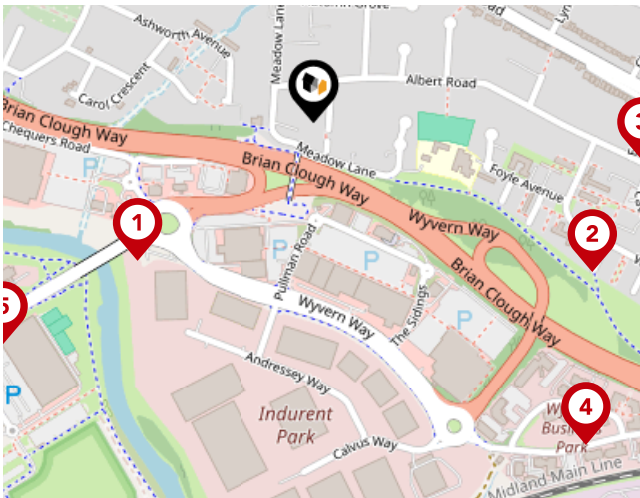 Ashworth Avenue
Meadow Lane
Carol Crescent
Albert Road
Brian Clough Way
Chequers Road
P
Brian Clough Way
Meadow Lane
Foyle Avenue
3
1
Wyvern Way
2
Pullman Road
P
P
Brian Clough Way
5
Wyvern Way
The Sidings
P
Andressey Way
P
Indurent
Park
4
Calvus Way
Park
Midland Main Line